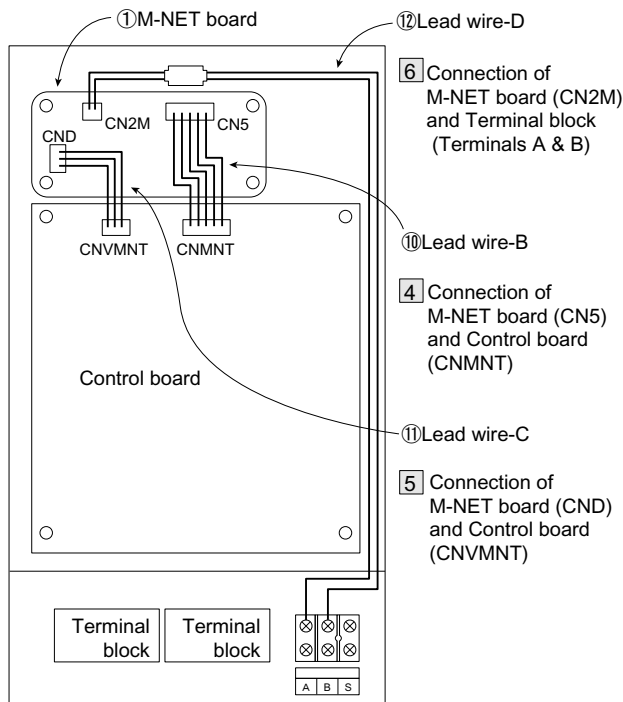 ①M-NET board
⑫Lead wire-D
6 Connection of
M-NET board (CN2M)
and Terminal block
(Terminals A & B)
CN2M
CN5
CND
CNVMNT
CNMNT
⑩Lead wire-B
4 Connection of
M-NET board (CN5)
and Control board
(CNMNT)
Control board
⑪Lead wire-C
5 Connection of
M-NET board (CND)
and Control board
(CNVMNT)
Terminal
block
Terminal
block
A B S